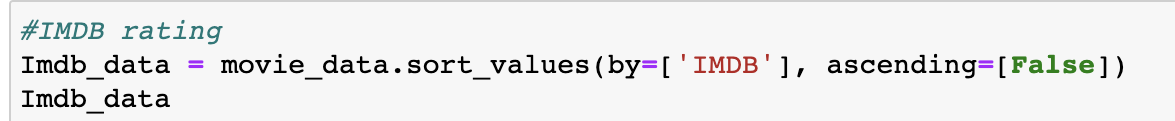 #IMDB rating
Imdb_data = movie_data.sort_values(by=['IMDB'], ascending=[False])
Imdb_data